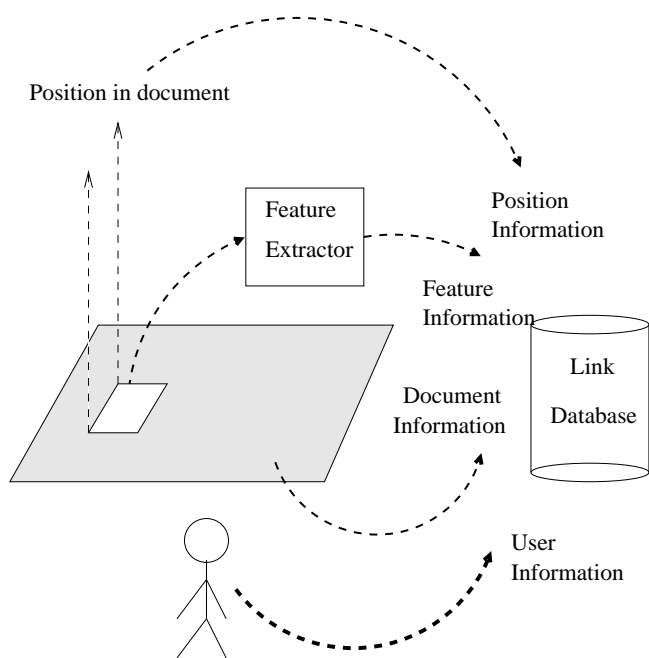 Position in document
Position
Information
Feature
Extractor
Feature
Information
Link
Database
Document
Information
User
Information